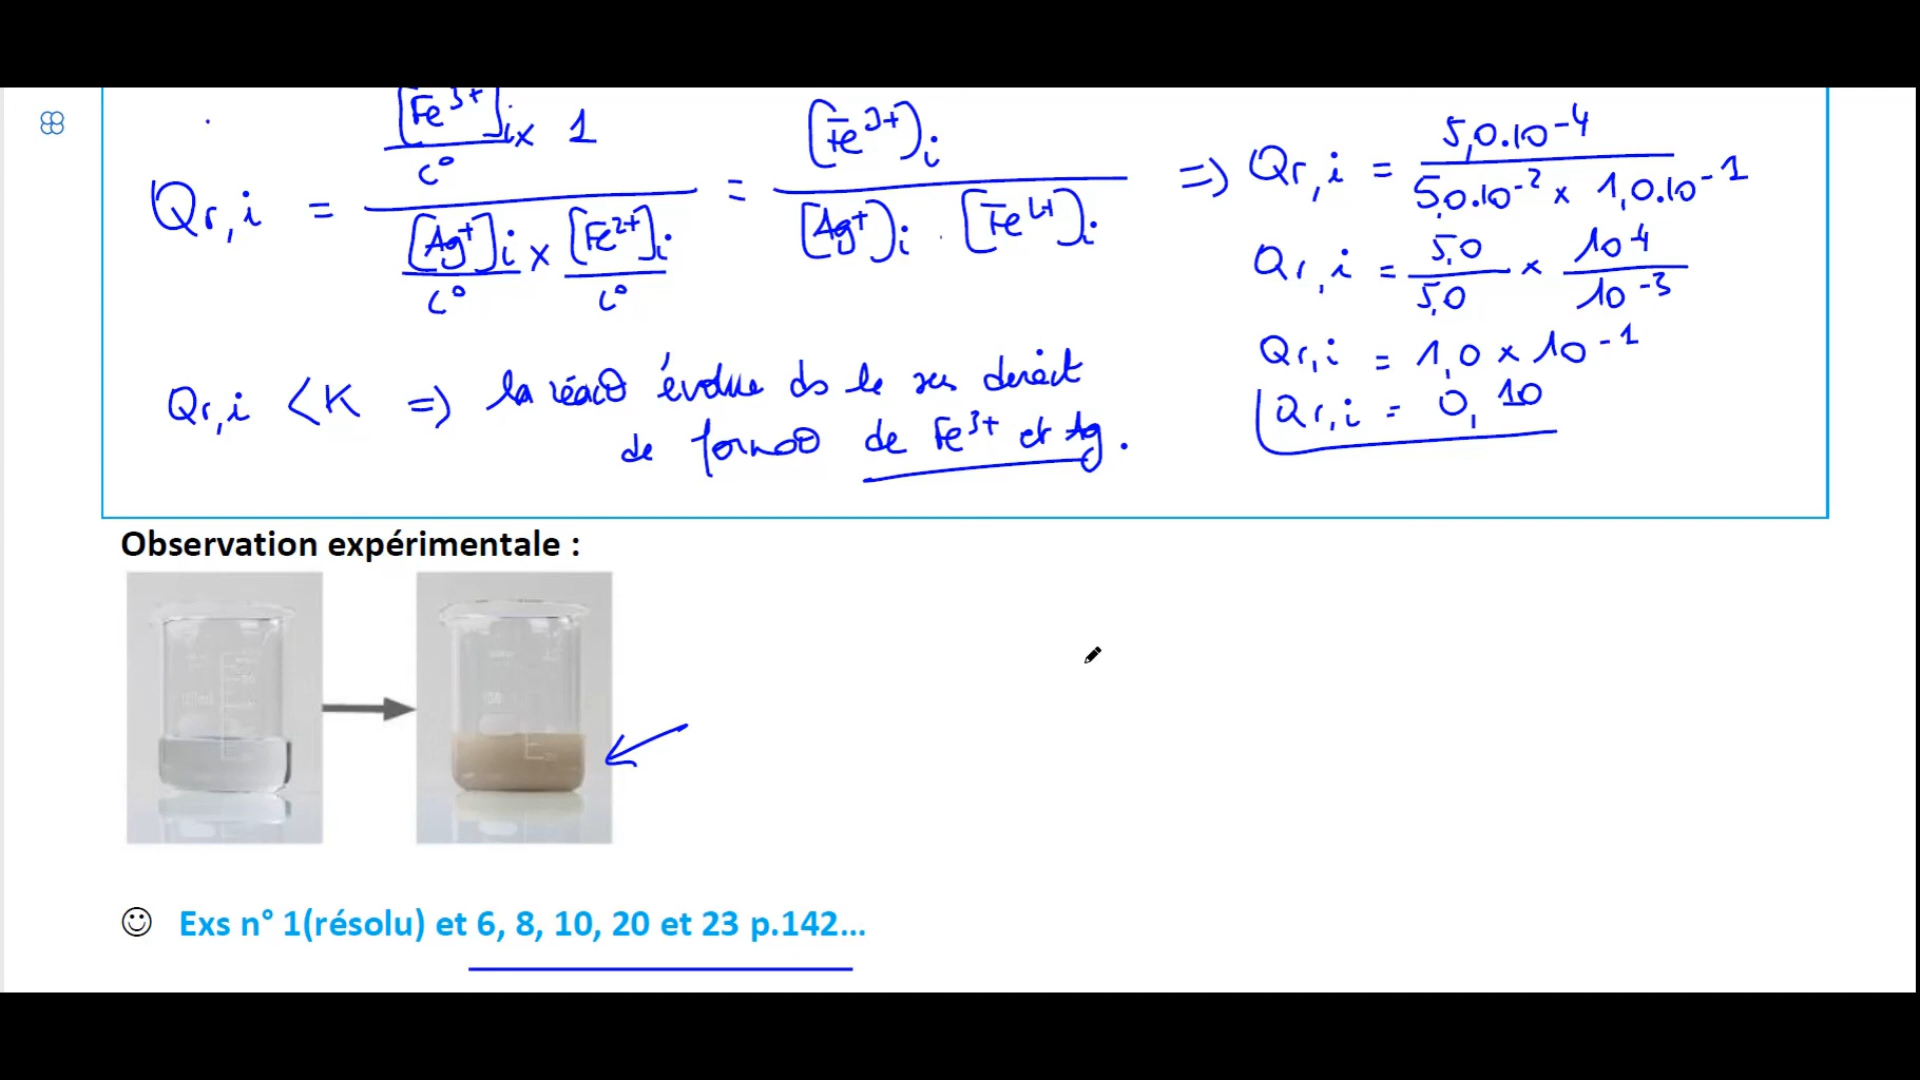 Qr,i = [Fe³⁺]i/c° × 1 / ([Ag⁺]i/c° × [Fe²⁺]i/c°) = [Fe³⁺]i / ([Ag⁺]i . [Fe²⁺]i) => Qr,i = 5,0.10⁻⁴ / (5,0.10⁻² × 1,0.10⁻¹)
Qr,i = 5,0/5,0 × 10⁻⁴/10⁻³
Qr,i = 1,0 × 10⁻¹
Qr,i = 0,10
Qr,i < K => la réac° évolue ds le sens direct
de format° de Fe³⁺ et Ag.
Observation expérimentale :
Exs n° 1(résolu) et 6, 8, 10, 20 et 23 p.142...